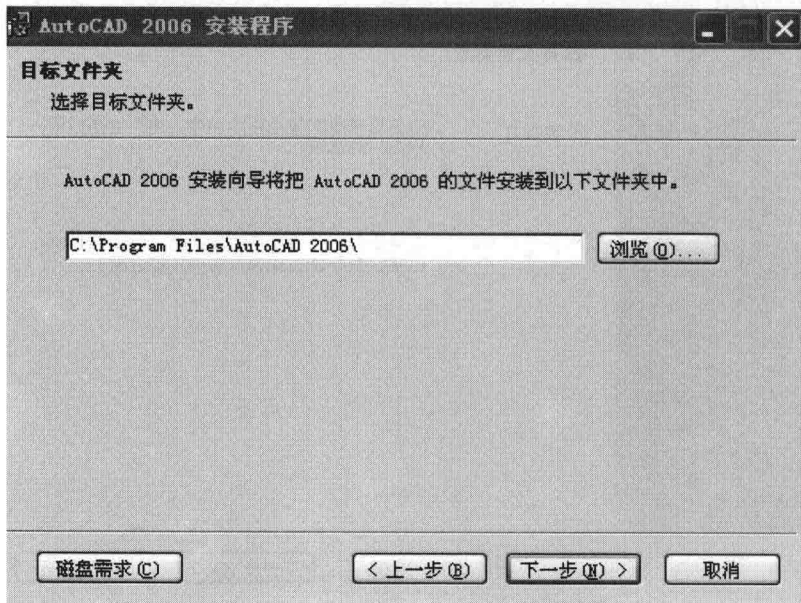 AutoCAD 2006 安装程序
目标文件夹
选择目标文件夹。
AutoCAD 2006 安装向导将把 AutoCAD 2006 的文件安装到以下文件夹中。
C:\Program Files\AutoCAD 2006\
浏览(O)...
磁盘需求(C)
< 上一步(B)
下一步(N) >
取消